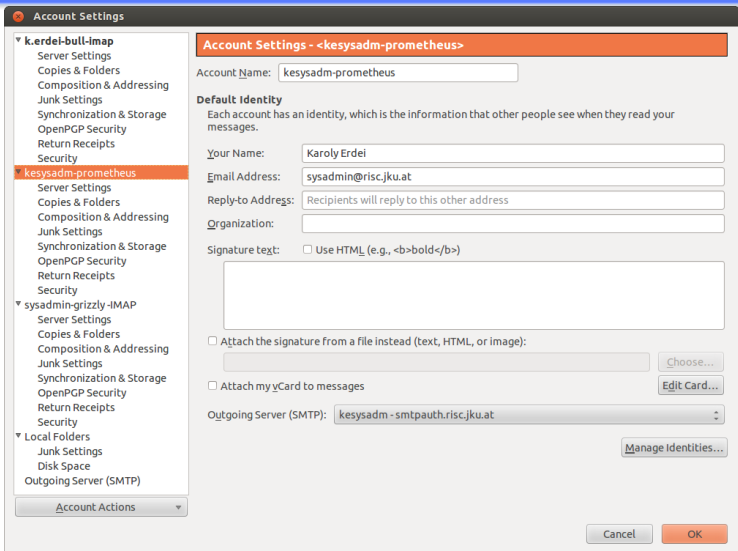 Account Settings
k.erdei-bull-imap
Server Settings
Copies & Folders
Composition & Addressing
Junk Settings
Synchronization & Storage
OpenPGP Security
Return Receipts
Security
kesysadm-prometheus
Server Settings
Copies & Folders
Composition & Addressing
Junk Settings
Synchronization & Storage
OpenPGP Security
Return Receipts
Security
sysadmin-grizzly-IMAP
Server Settings
Copies & Folders
Composition & Addressing
Junk Settings
Synchronization & Storage
OpenPGP Security
Return Receipts
Security
Local Folders
Junk Settings
Disk Space
Outgoing Server (SMTP)
Account Actions
Account Settings - <kesysadm-prometheus>
Account Name: kesysadm-prometheus
Default Identity
Each account has an identity, which is the information that other people see when they read your
messages.
Your Name: Karoly Erdei
Email Address: sysadmin@risc.jku.at
Reply-to Address: Recipients will reply to this other address
Organization:
Signature text: Use HTML (e.g., <b>bold</b>)
Attach the signature from a file instead (text, HTML, or image):
Choose...
Attach my vCard to messages Edit Card...
Outgoing Server (SMTP): kesysadm - smtpauth.risc.jku.at
Manage Identities...
Cancel OK